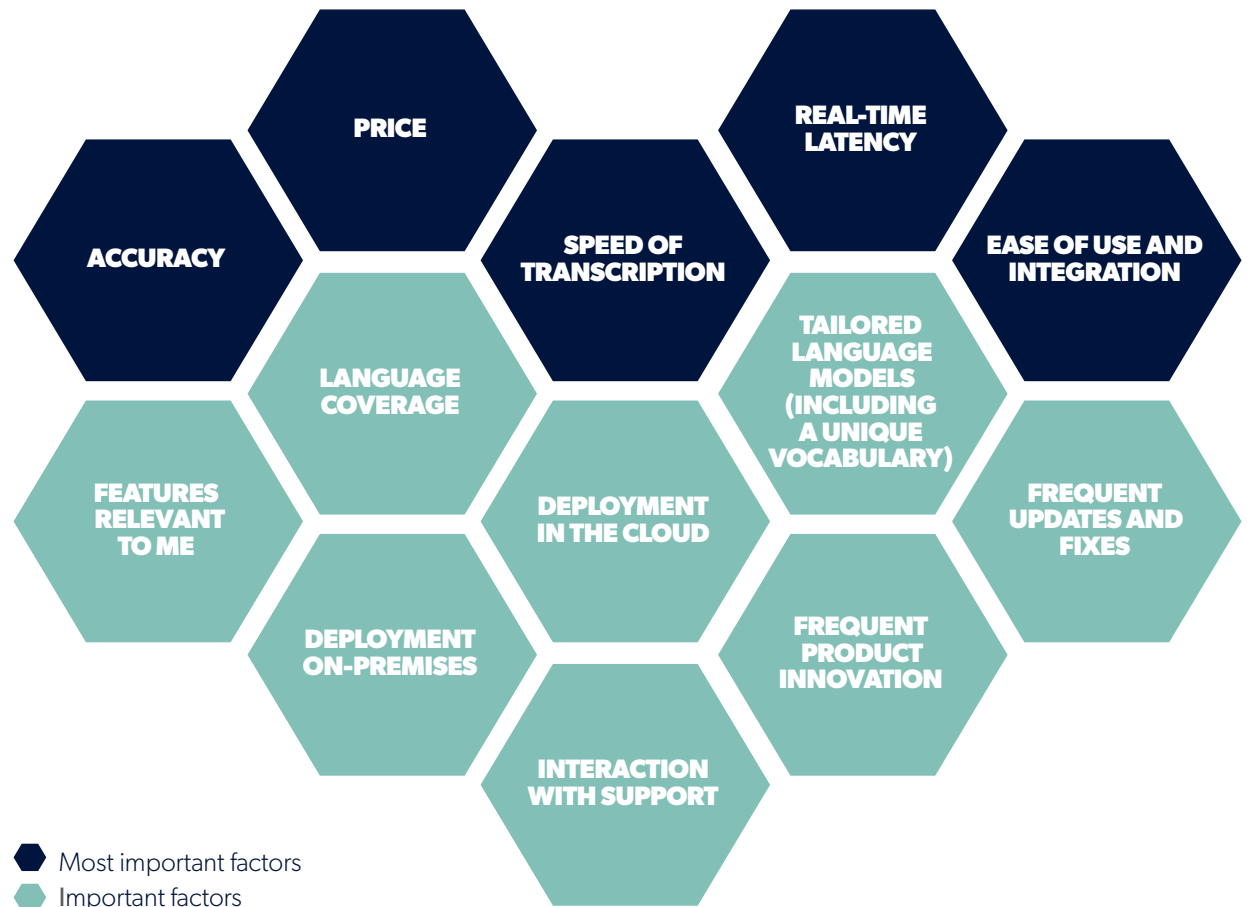 PRICE
REAL-TIME
LATENCY
ACCURACY
SPEED OF
TRANSCRIPTION
EASE OF USE AND
INTEGRATION
LANGUAGE
COVERAGE
TAILORED
LANGUAGE
MODELS
(INCLUDING
A UNIQUE
VOCABULARY)
FEATURES
RELEVANT
TO ME
DEPLOYMENT
IN THE CLOUD
FREQUENT
UPDATES AND
FIXES
DEPLOYMENT
ON-PREMISES
FREQUENT
PRODUCT
INNOVATION
INTERACTION
WITH SUPPORT
Most important factors
Important factors